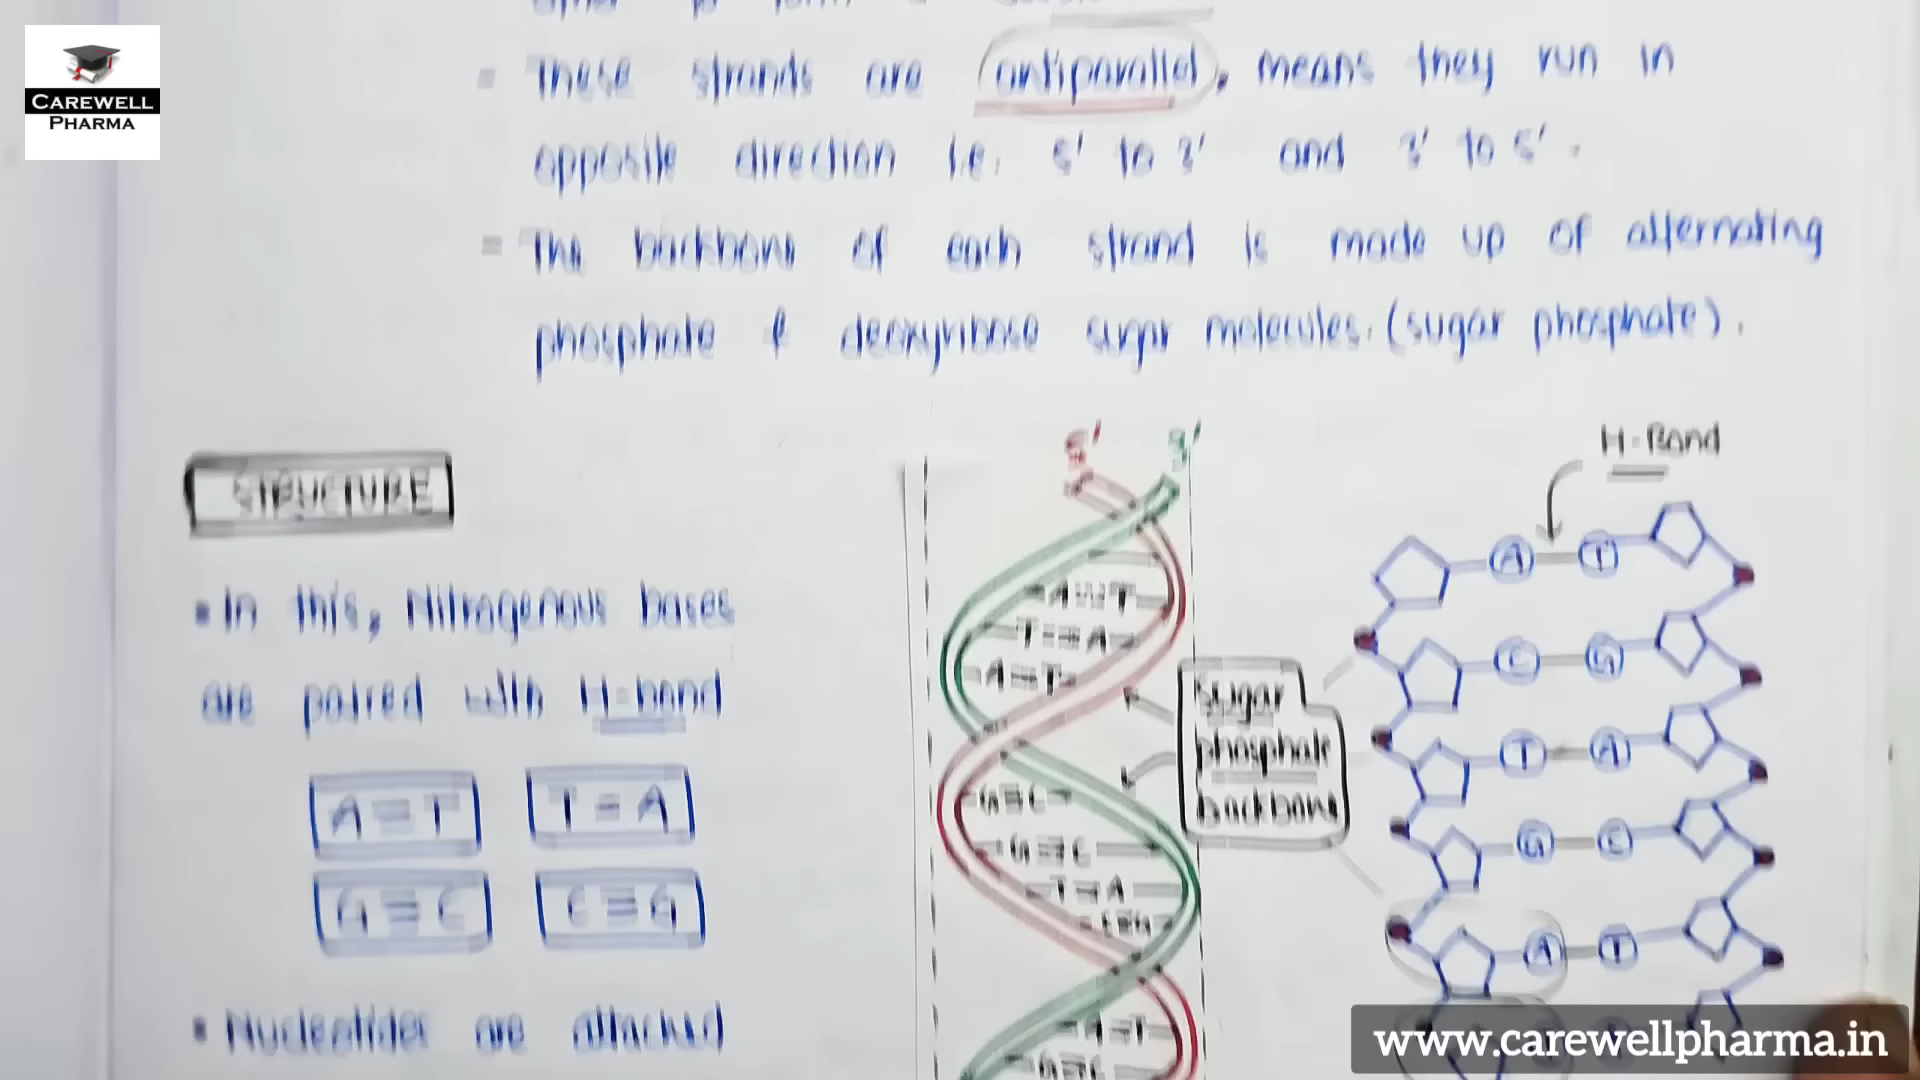 CAREWELL
PHARMA
These strands are antiparallel, means they run in
opposite direction i.e. 5' to 3' and 3' to 5'.
The backbone of each strand is made up of alternating
phosphate & deoxyribose sugar molecules. (sugar phosphate).
STRUCTURE
In this, Nitrogenous bases
are paired with H-bond
A = T T = A
G ≡ C C ≡ G
Nucleotides are attached
5' 3'
A = T
T = A
A = T
G ≡ C
G ≡ C
T = A
C ≡ G
A = T
G ≡ C
Sugar
phosphate
backbone
H-Bond
A T
C G
T A
G C
A T
www.carewellpharma.in